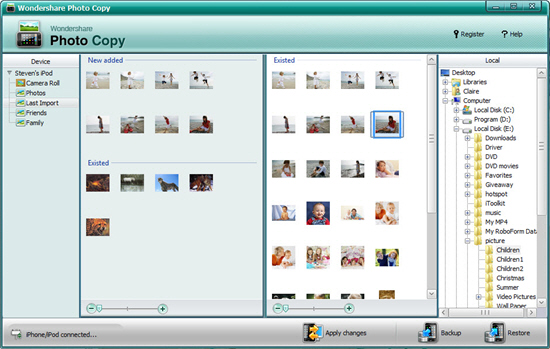 Wondershare Photo Copy
Wondershare
Photo Copy
Register
Help
Device
Steven's iPod
Camera Roll
Photos
Last Import
Friends
Family
New added
Existed
Existed
Local
Desktop
Libraries
Claire
Computer
Local Disk (C:)
Program (D:)
Local Disk (E:)
Downloads
Driver
DVD
DVD movies
Favorites
Giveaway
hotspot
iToolkit
music
My MP4
My RoboForm Data
picture
Children
Children1
Children2
Christmas
Summer
Video Pictures
Wall Paper
iPhone/iPod connected...
Apply changes
Backup
Restore